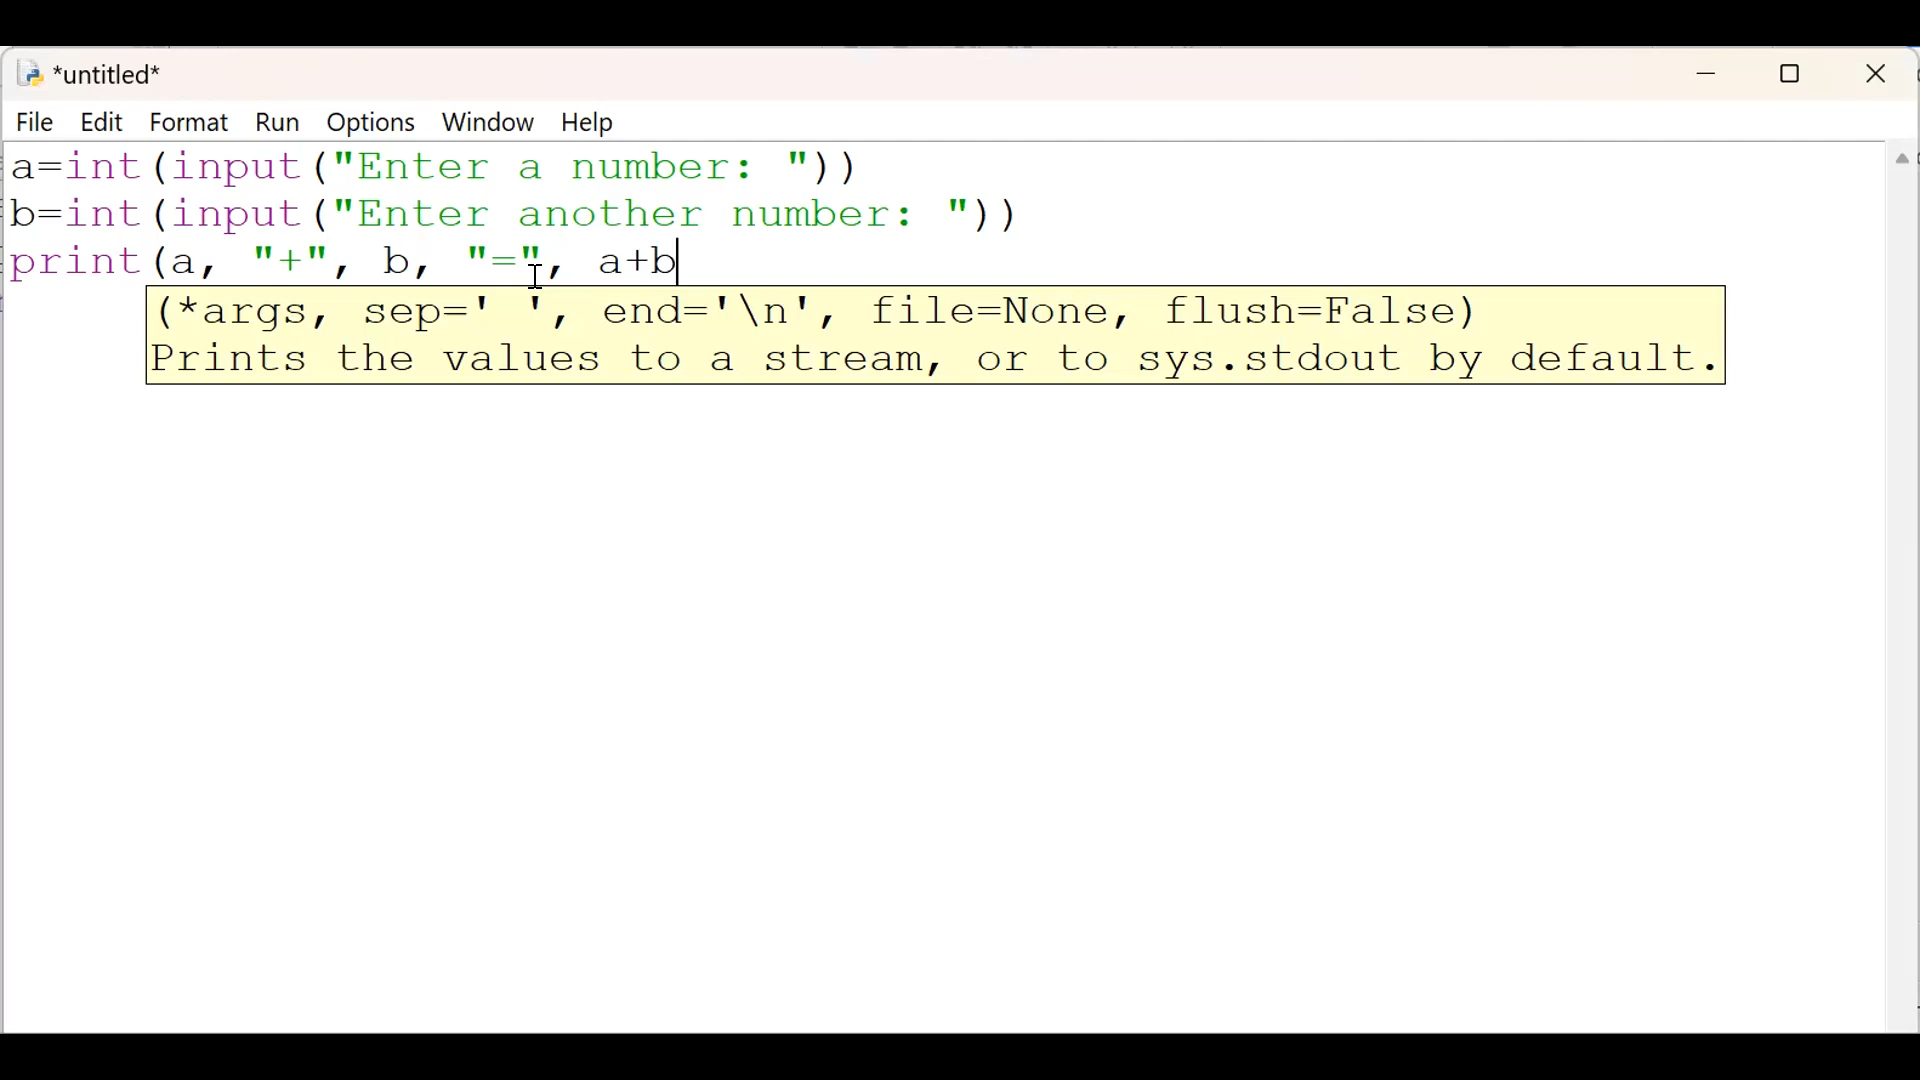 *untitled*
File Edit Format Run Options Window Help
a=int(input("Enter a number: "))
b=int(input("Enter another number: "))
print(a, "+", b, "=", a+b
(*args, sep=' ', end='\n', file=None, flush=False)
Prints the values to a stream, or to sys.stdout by default.